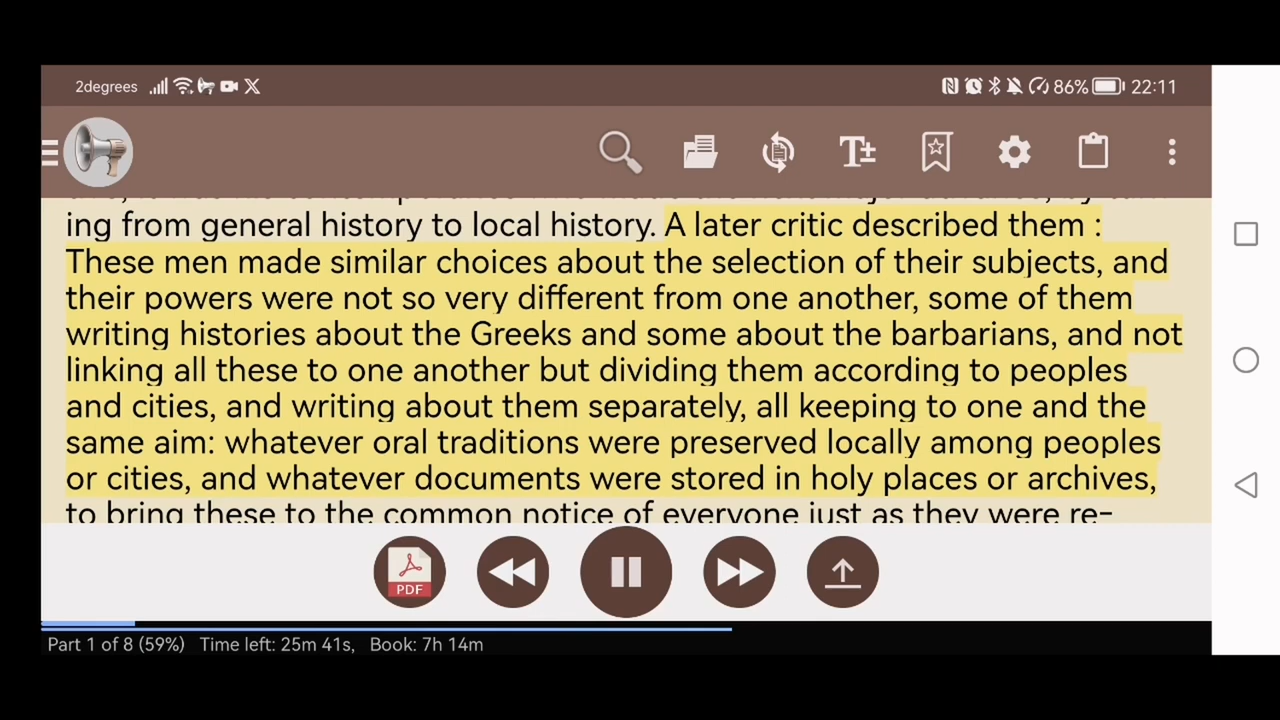 2degrees 86% 22:11
ing from general history to local history. A later critic described them :
These men made similar choices about the selection of their subjects, and
their powers were not so very different from one another, some of them
writing histories about the Greeks and some about the barbarians, and not
linking all these to one another but dividing them according to peoples
and cities, and writing about them separately, all keeping to one and the
same aim: whatever oral traditions were preserved locally among peoples
or cities, and whatever documents were stored in holy places or archives,
to bring these to the common notice of everyone just as they were re-
PDF
Part 1 of 8 (59%) Time left: 25m 41s, Book: 7h 14m